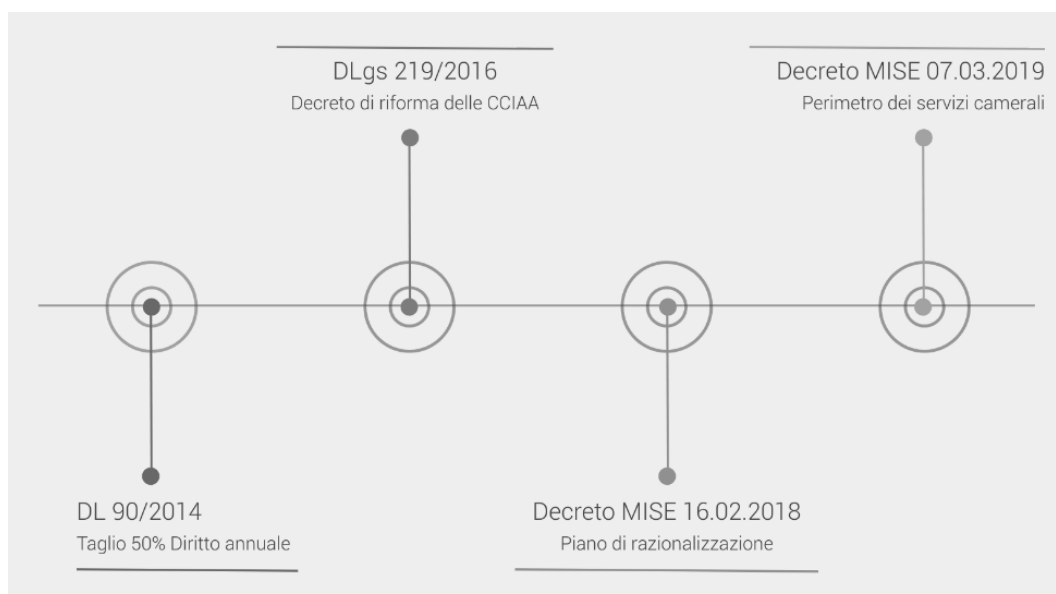 DLgs 219/2016
Decreto di riforma delle CCIAA
Decreto MISE 07.03.2019
Perimetro dei servizi camerali
DL 90/2014
Taglio 50% Diritto annuale
Decreto MISE 16.02.2018
Piano di razionalizzazione